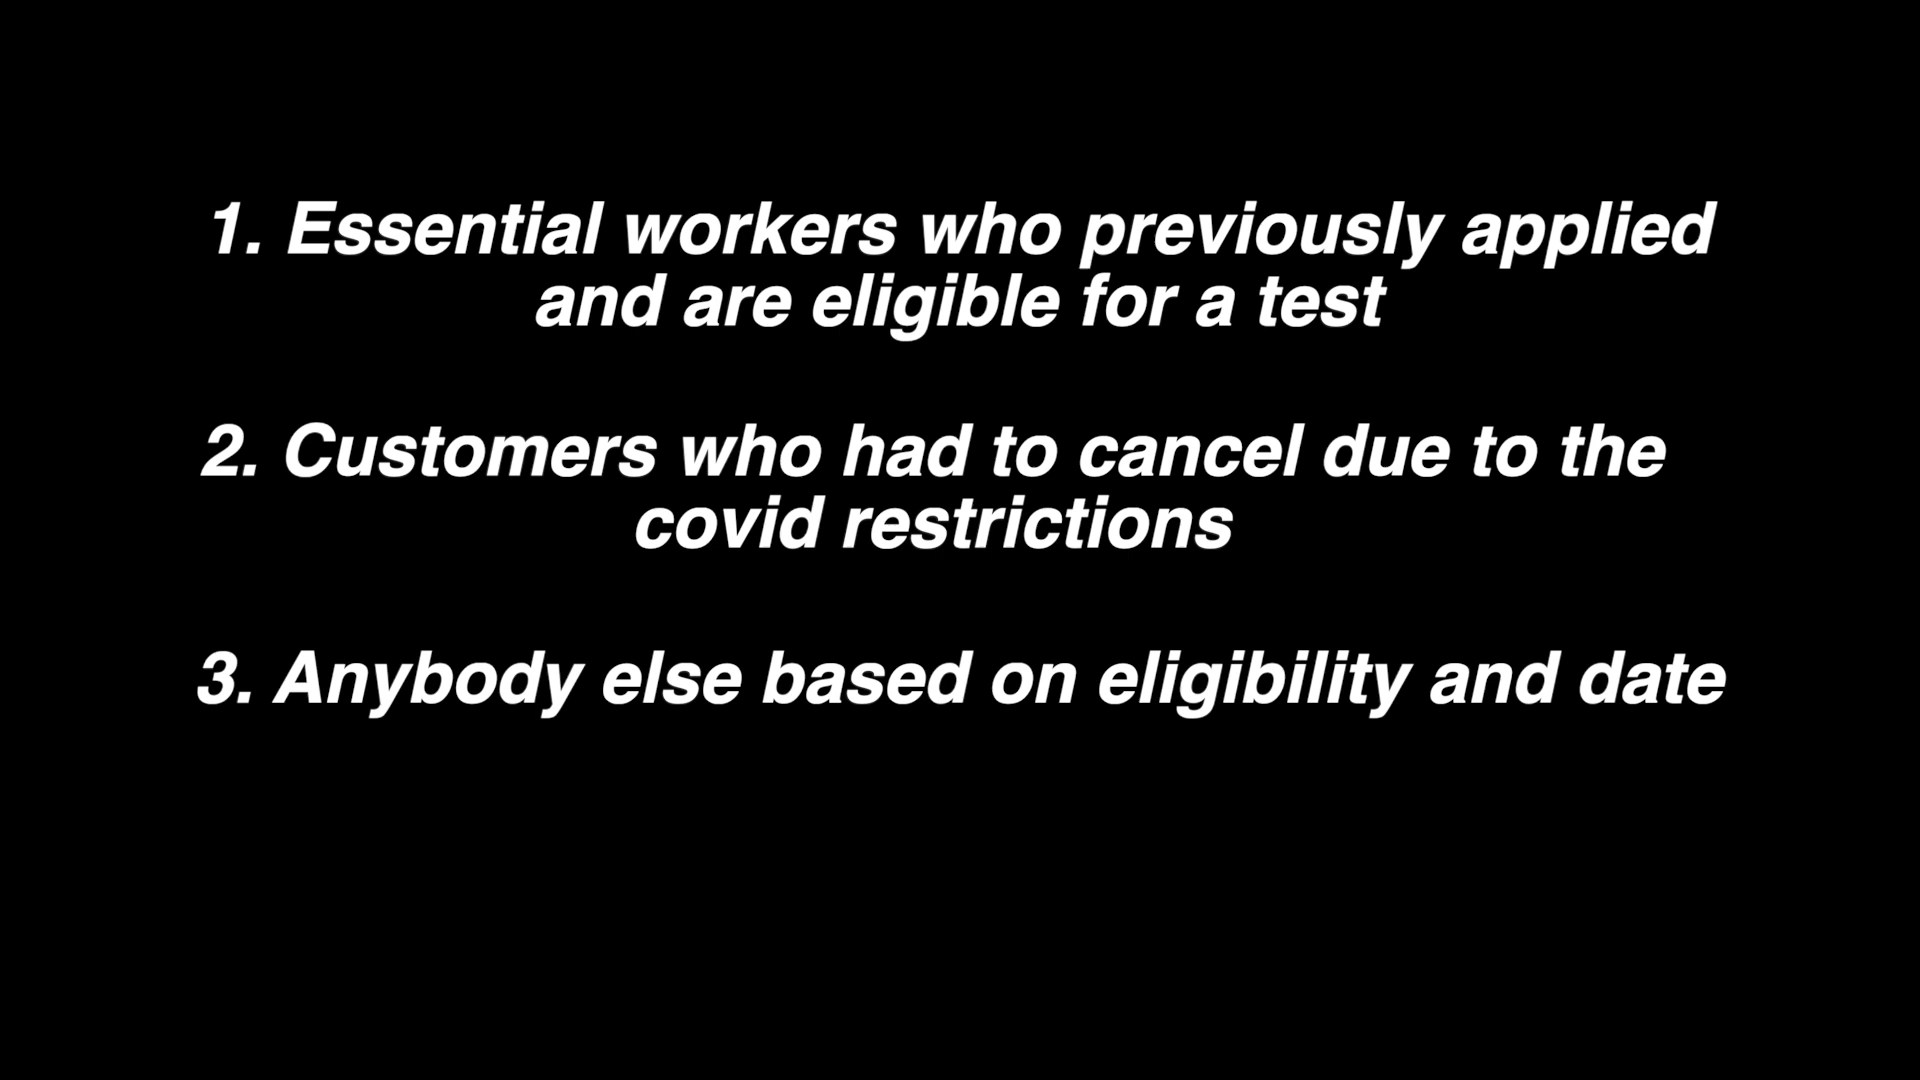 1. Essential workers who previously applied
and are eligible for a test
2. Customers who had to cancel due to the
covid restrictions
3. Anybody else based on eligibility and date